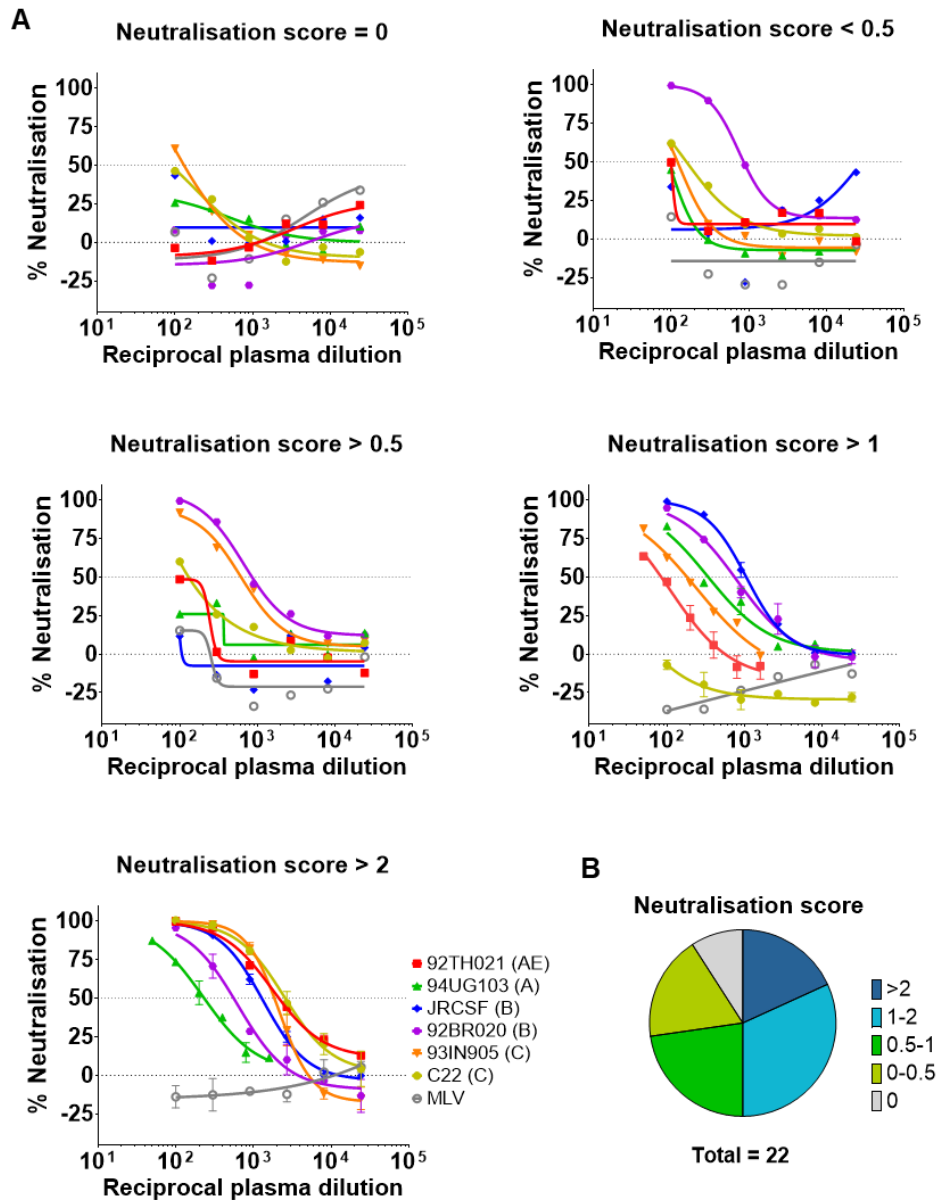 A
Neutralisation score = 0
% Neutralisation
100
75
50
25
0
-25
10¹ 10² 10³ 10⁴ 10⁵
Reciprocal plasma dilution
Neutralisation score < 0.5
% Neutralisation
100
75
50
25
0
-25
10¹ 10² 10³ 10⁴ 10⁵
Reciprocal plasma dilution
Neutralisation score > 0.5
% Neutralisation
100
75
50
25
0
-25
10¹ 10² 10³ 10⁴ 10⁵
Reciprocal plasma dilution
Neutralisation score > 1
% Neutralisation
100
75
50
25
0
-25
10¹ 10² 10³ 10⁴ 10⁵
Reciprocal plasma dilution
Neutralisation score > 2
% Neutralisation
100
75
50
25
0
-25
10¹ 10² 10³ 10⁴ 10⁵
Reciprocal plasma dilution
92TH021 (AE)
94UG103 (A)
JRCSF (B)
92BR020 (B)
93IN905 (C)
C22 (C)
MLV
B
Neutralisation score
>2
1-2
0.5-1
0-0.5
0
Total = 22